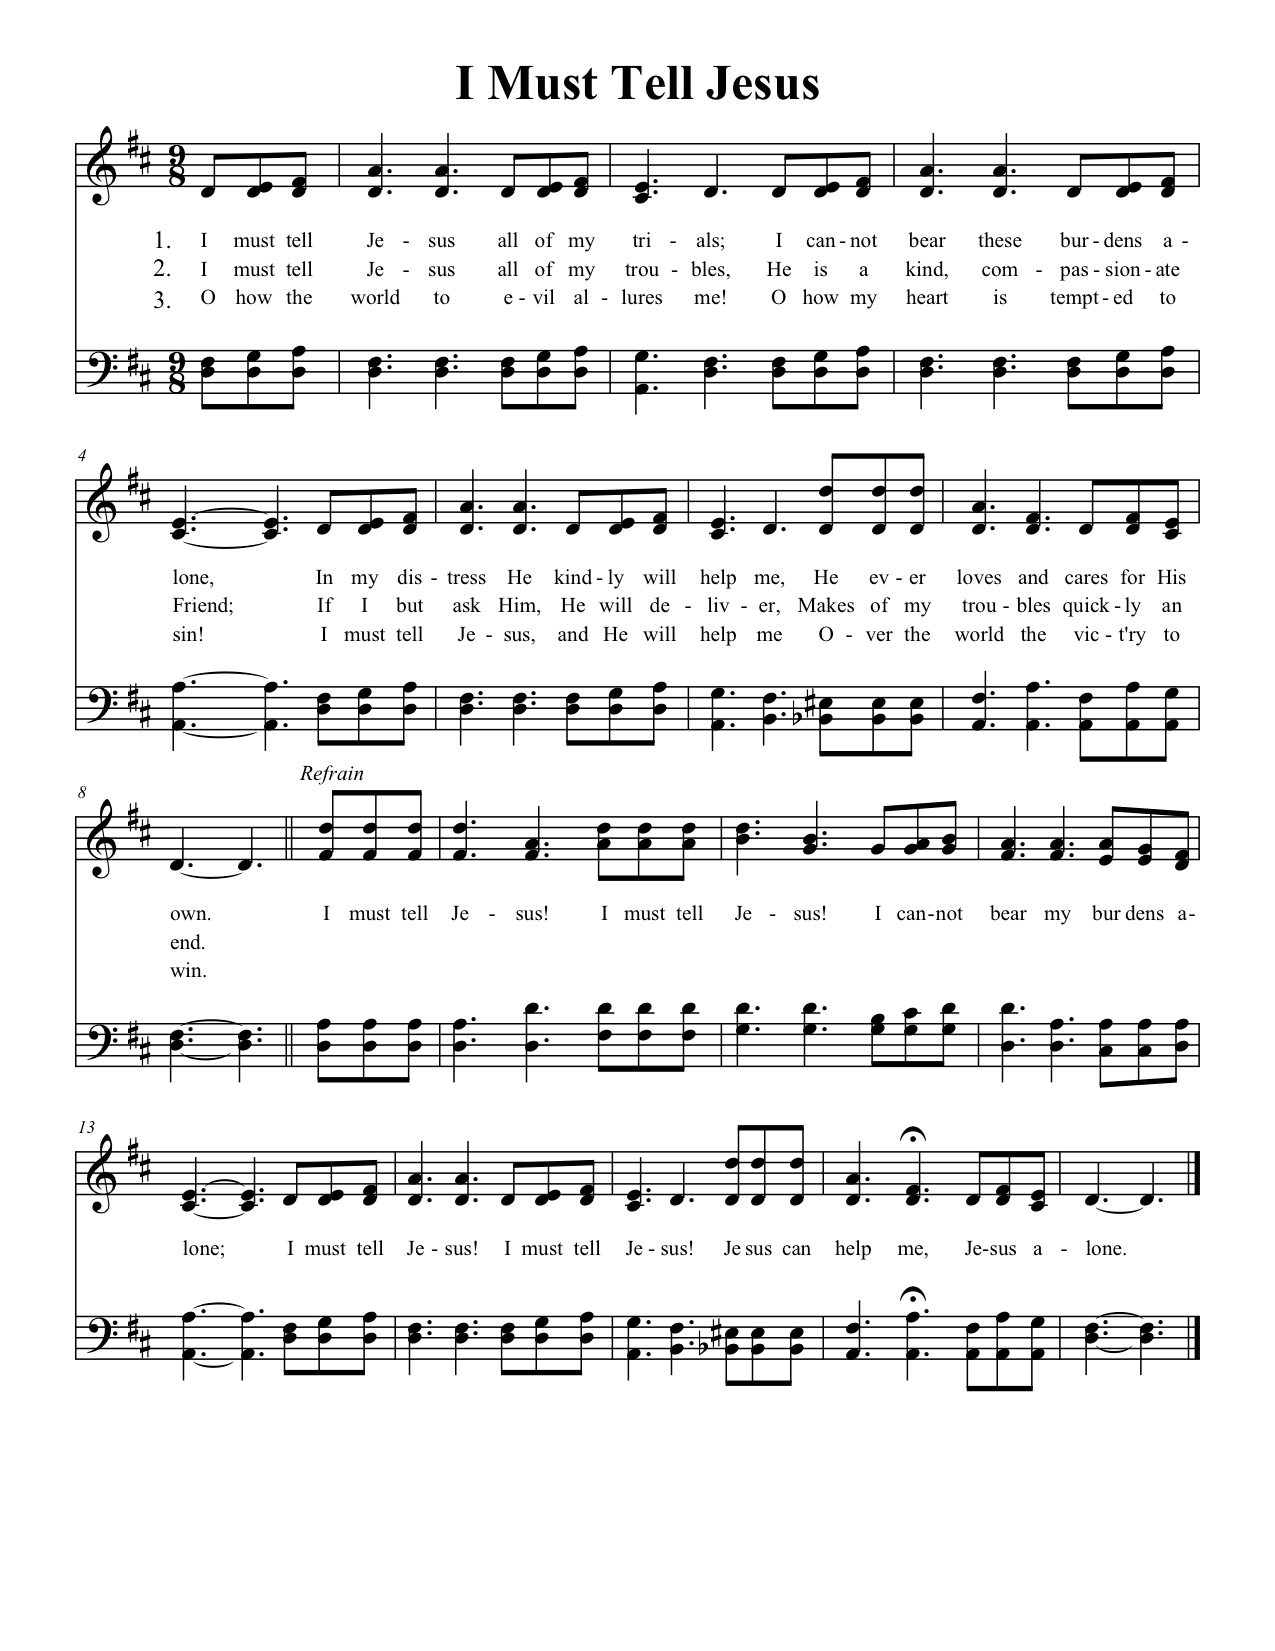 I Must Tell Jesus
9 8
1. I must tell Je - sus all of my tri - als; I can - not bear these bur - dens a -
2. I must tell Je - sus all of my trou - bles, He is a kind, com - pas - sion - ate
3. O how the world to e - vil al - lures me! O how my heart is tempt - ed to
9 8
4
lone, In my dis - tress He kind - ly will help me, He ev - er loves and cares for His
Friend; If I but ask Him, He will de - liv - er, Makes of my trou - bles quick - ly an
sin! I must tell Je - sus, and He will help me O - ver the world the vic - t'ry to
Refrain
8
own. I must tell Je - sus! I must tell Je - sus! I can - not bear my bur dens a -
end.
win.
13
lone; I must tell Je - sus! I must tell Je - sus! Je sus can help me, Je - sus a - lone.